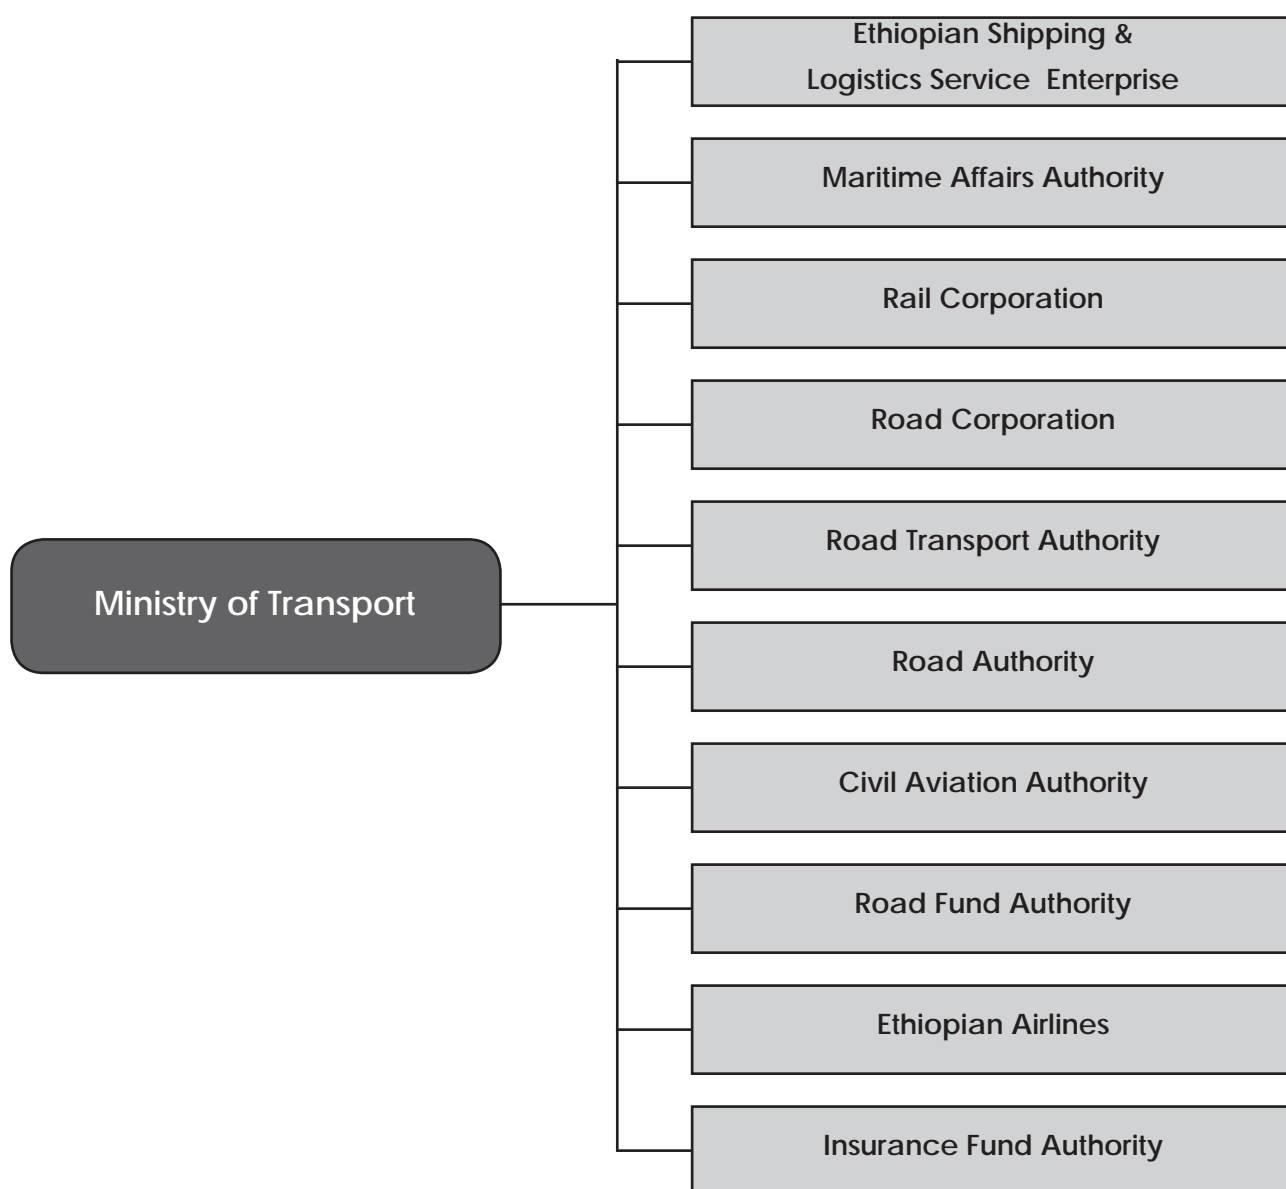 Ethiopian Shipping &
Logistics Service Enterprise
Maritime Affairs Authority
Rail Corporation
Road Corporation
Road Transport Authority
Ministry of Transport
Road Authority
Civil Aviation Authority
Road Fund Authority
Ethiopian Airlines
Insurance Fund Authority